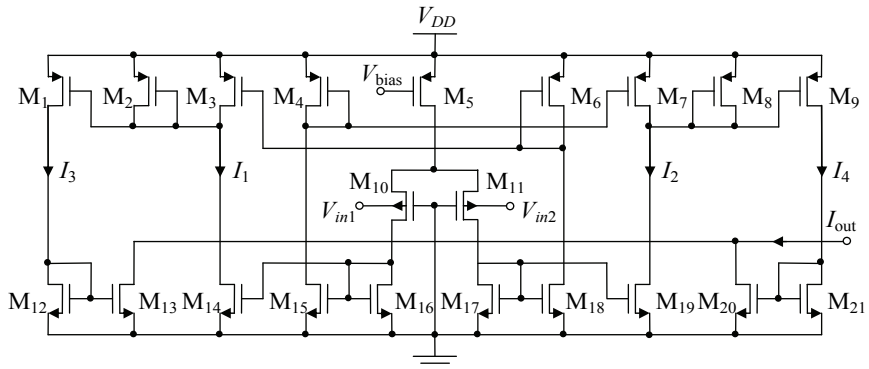 V_DD
V_bias
M₁ M₂ M₃ M₄ M₅ M₆ M₇ M₈ M₉
I₃ I₁ M₁₀ M₁₁ I₂ I₄
V_in1 V_in2
I_out
M₁₂ M₁₃ M₁₄ M₁₅ M₁₆ M₁₇ M₁₈ M₁₉ M₂₀ M₂₁